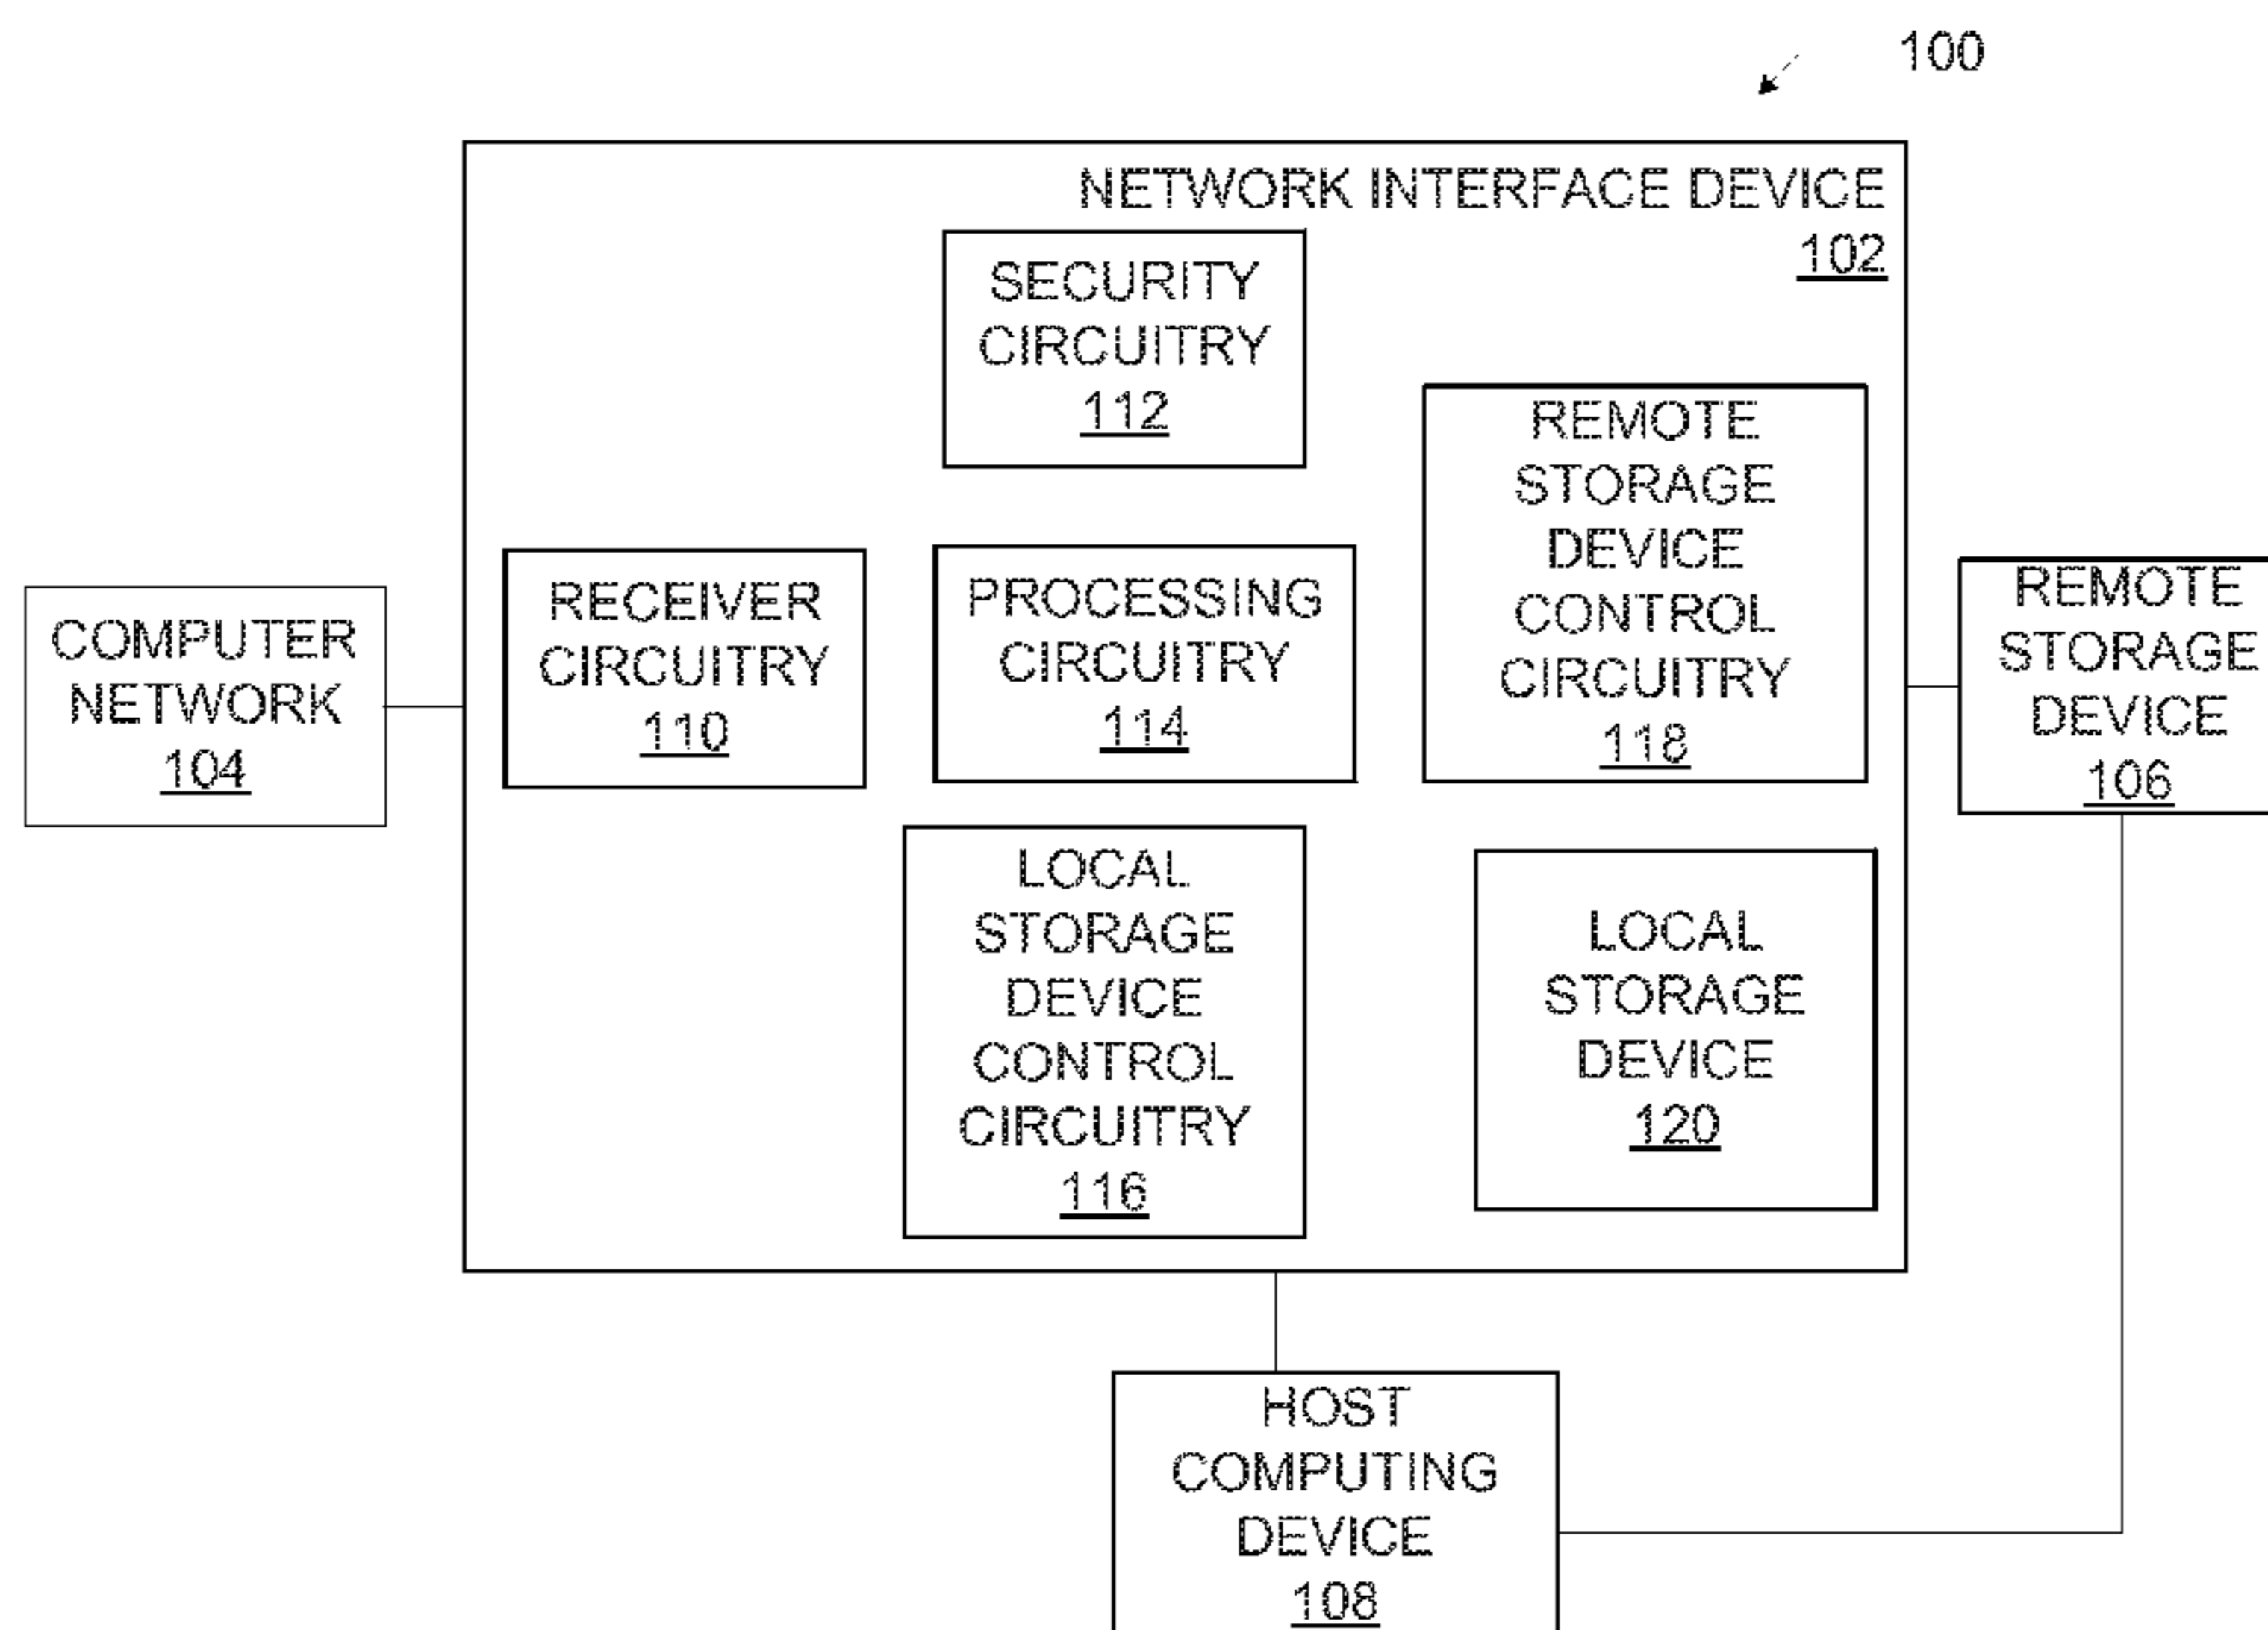 100
NETWORK INTERFACE DEVICE
102
SECURITY
CIRCUITRY
112
REMOTE
STORAGE
DEVICE
CONTROL
CIRCUITRY
118
RECEIVER
CIRCUITRY
110
PROCESSING
CIRCUITRY
114
COMPUTER
NETWORK
104
REMOTE
STORAGE
DEVICE
106
LOCAL
STORAGE
DEVICE
CONTROL
CIRCUITRY
116
LOCAL
STORAGE
DEVICE
120
HOST
COMPUTING
DEVICE
108